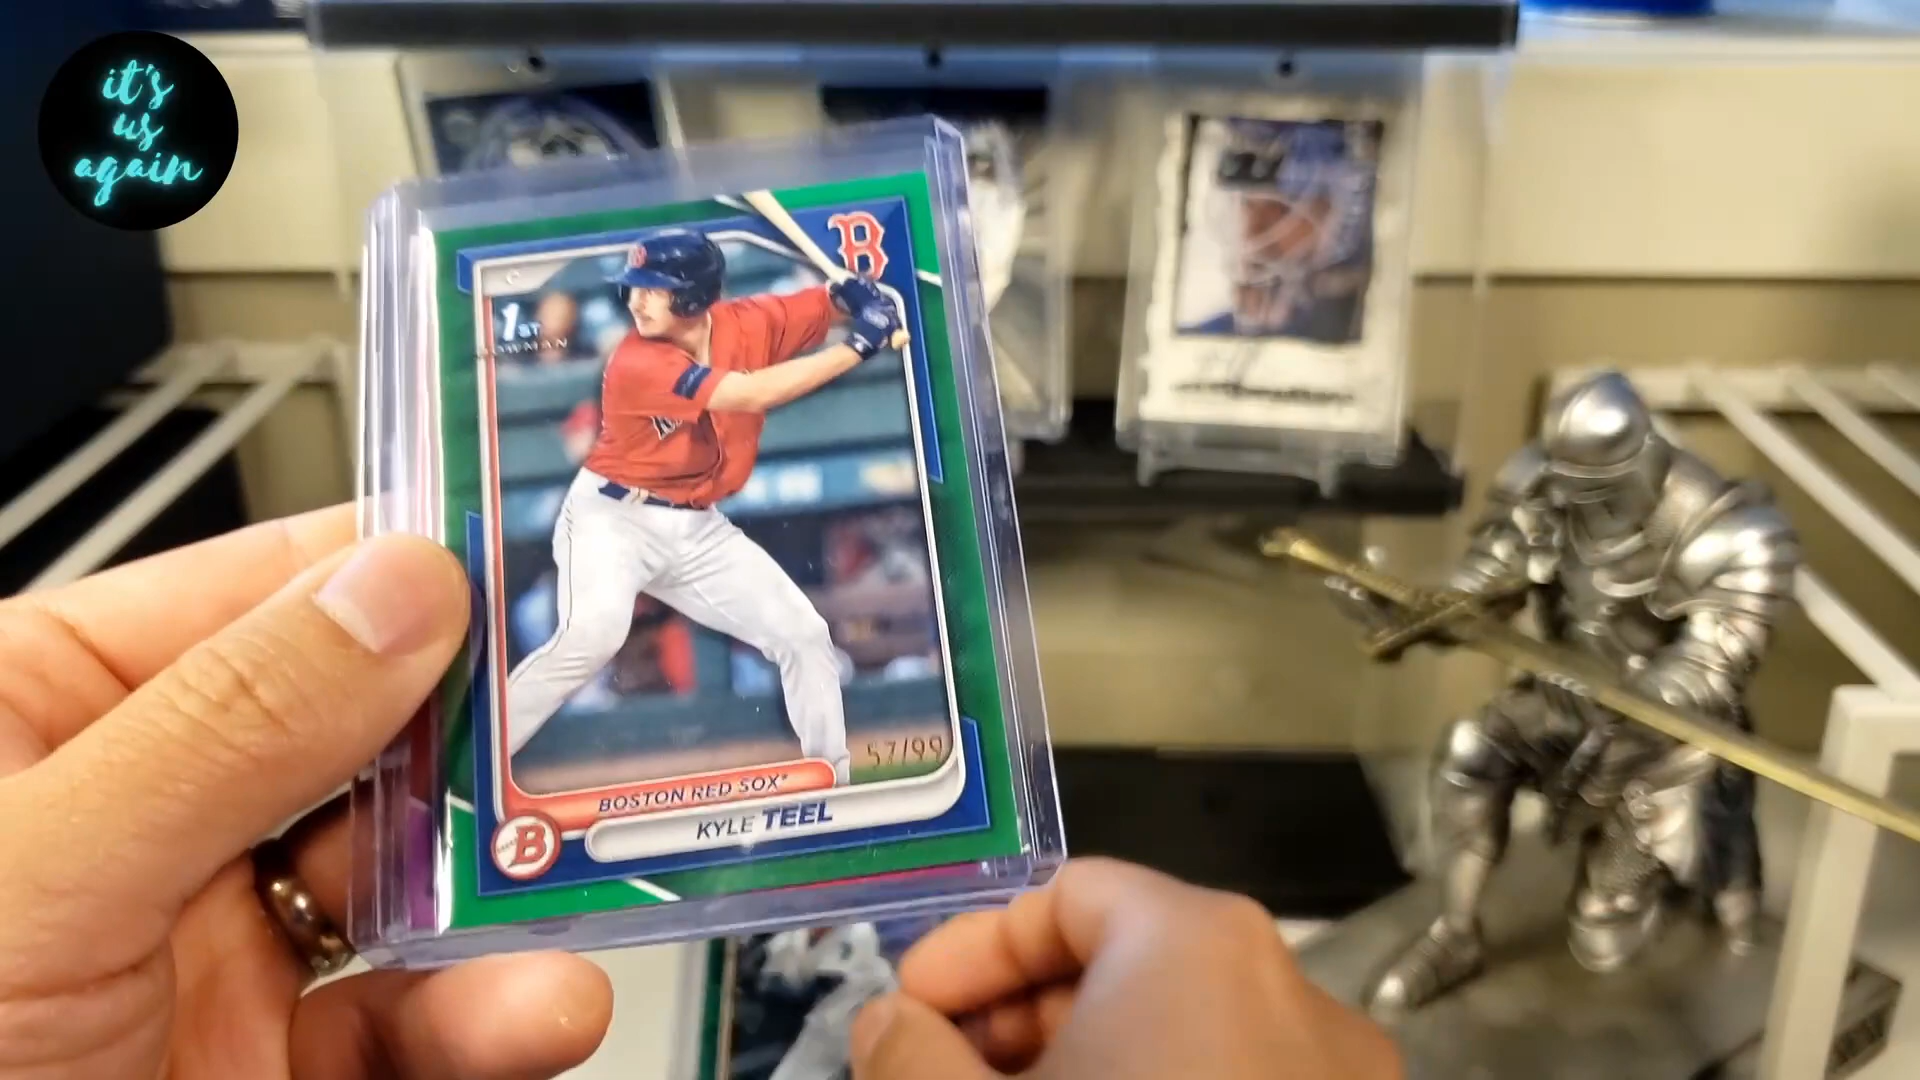 it's
us
again
B
C
1ST
BOWMAN
57/99
BOSTON RED SOX
KYLE TEEL
B